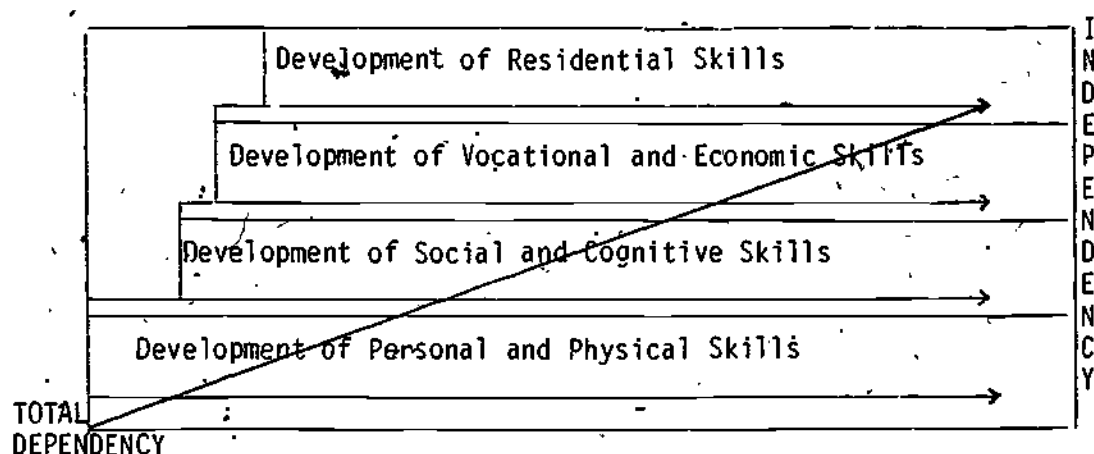 Development of Residential Skills
Development of Vocational and Economic Skills
Development of Social and Cognitive Skills
Development of Personal and Physical Skills
TOTAL
DEPENDENCY
INDEPENDENCY